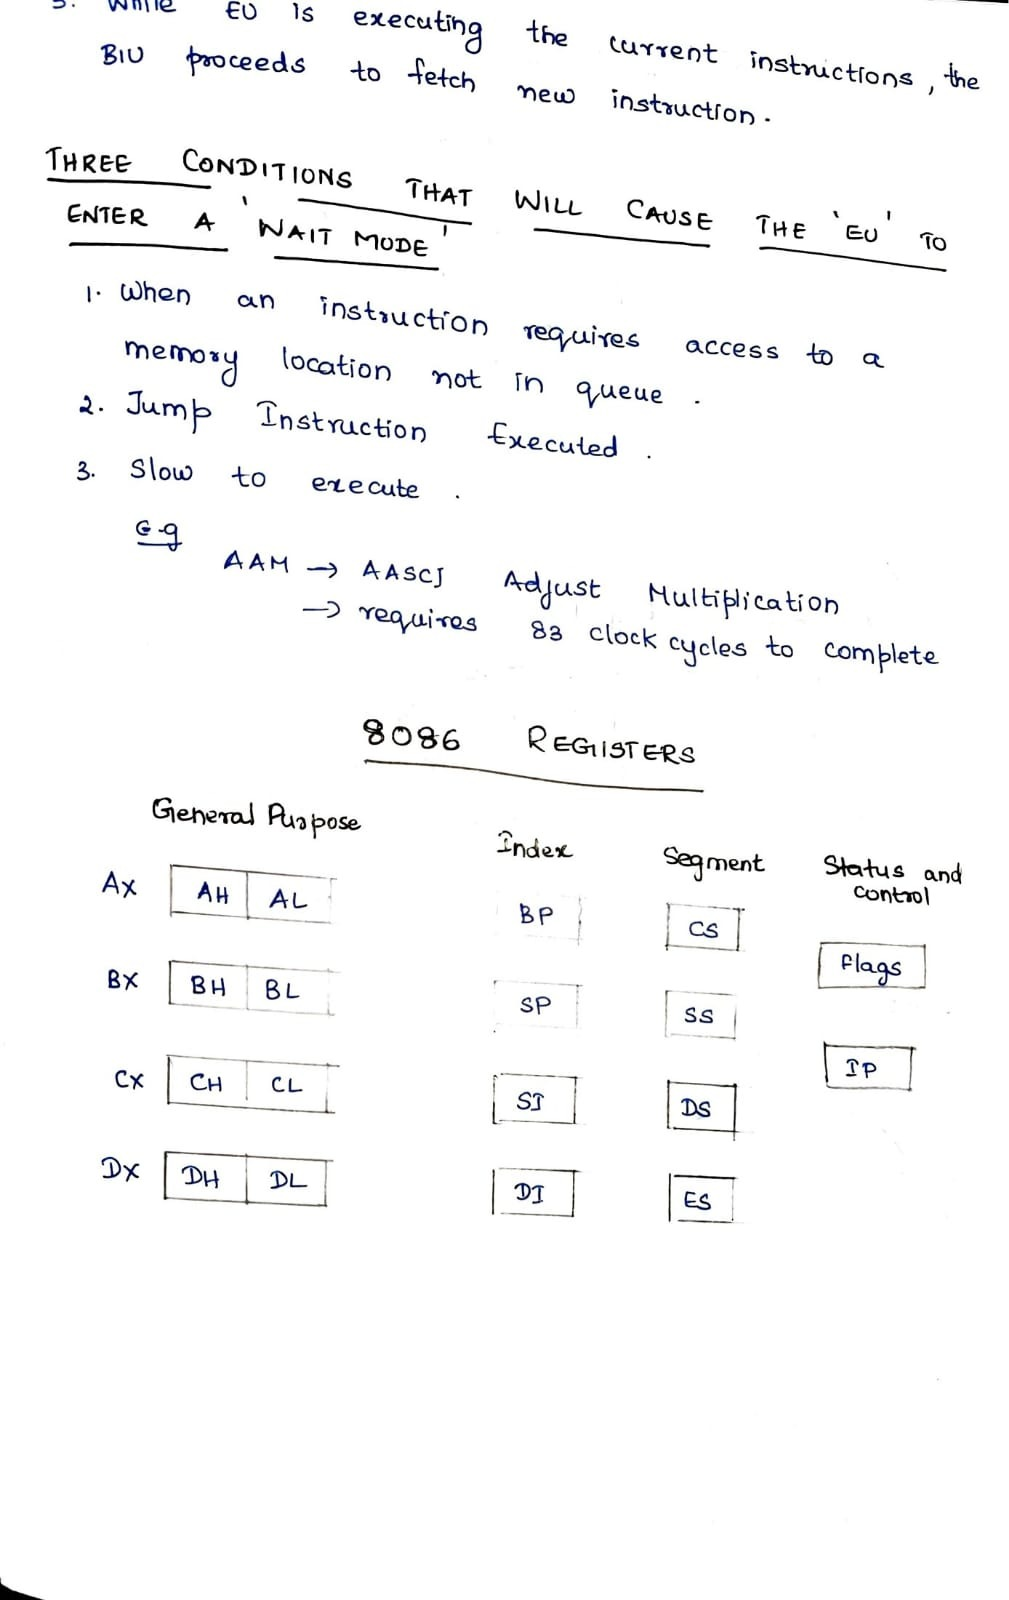 3. While EU is executing the current instructions, the
BIU proceeds to fetch new instruction.
THREE CONDITIONS THAT WILL CAUSE THE 'EU' TO
ENTER A 'WAIT MODE'
1. When an instruction requires access to a
memory location not in queue.
2. Jump Instruction Executed.
3. Slow to execute.
Eg
AAM → AASCI Adjust Multiplication
→ requires 83 clock cycles to complete
8086 REGISTERS
General Purpose Index Segment Status and
control
AX AH AL BP CS Flags
BX BH BL SP SS IP
CX CH CL SI DS
DX DH DL DI ES